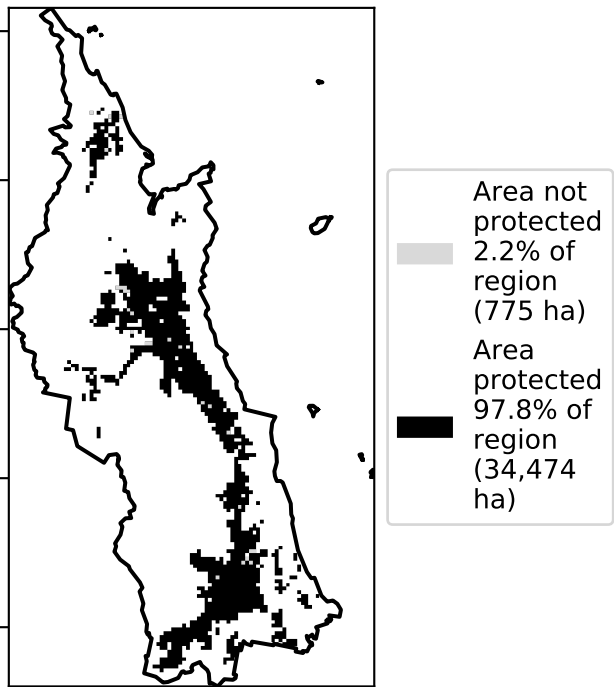 Area not
protected
2.2% of
region
(775 ha)
Area
protected
97.8% of
region
(34,474
ha)